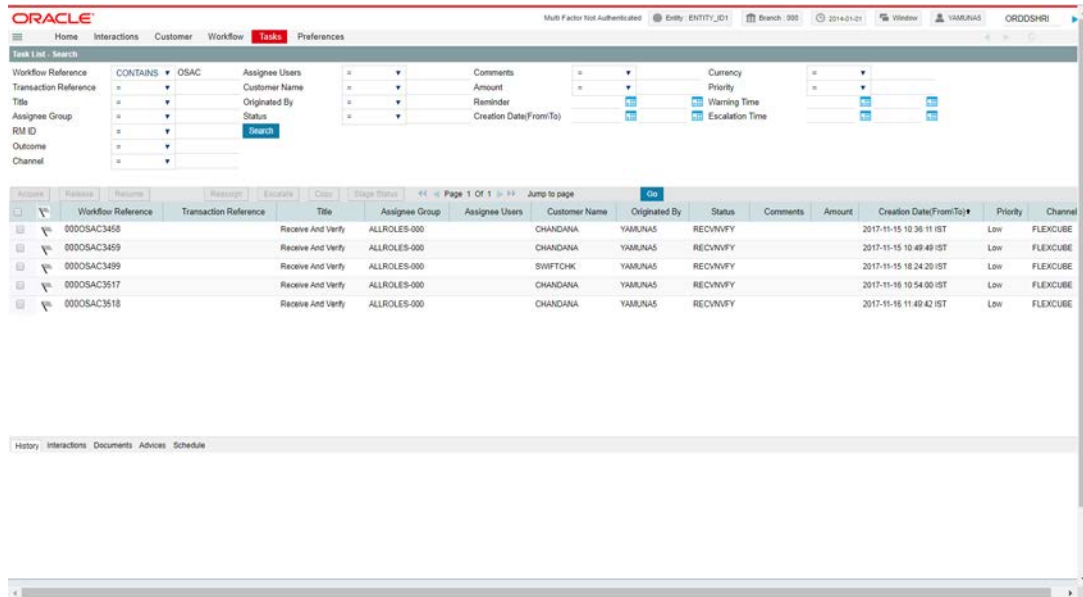 ORACLE Multi Factor Not Authenticated Entity : ENTITY_ID1 Branch : 000 2014-01-01 Window YAMUNA5 ORDDSMRI
Home Interactions Customer Workflow Tasks Preferences
Task List - Search
Workflow Reference CONTAINS OSAC Assignee Users = Comments = Currency =
Transaction Reference = Customer Name = Amount = Priority =
Title = Originated By = Reminder Warning Time
Assignee Group = Status = Creation Date(From\To) Escalation Time
RM ID = Search
Outcome =
Channel =
Acquire Release Resume Reassign Escalate Copy Stage Status Page 1 Of 1 Jump to page Go
Workflow Reference Transaction Reference Title Assignee Group Assignee Users Customer Name Originated By Status Comments Amount Creation Date(From\To) Priority Channel
000OSAC3458 Receive And Verify ALLROLES-000 CHANDANA YAMUNA5 RECVNVFY 2017-11-15 10:36:11 IST Low FLEXCUBE
000OSAC3459 Receive And Verify ALLROLES-000 CHANDANA YAMUNA5 RECVNVFY 2017-11-15 10:49:49 IST Low FLEXCUBE
000OSAC3499 Receive And Verify ALLROLES-000 SWIFTCHK YAMUNA5 RECVNVFY 2017-11-15 18:24:20 IST Low FLEXCUBE
000OSAC3517 Receive And Verify ALLROLES-000 CHANDANA YAMUNA5 RECVNVFY 2017-11-16 10:54:00 IST Low FLEXCUBE
000OSAC3518 Receive And Verify ALLROLES-000 CHANDANA YAMUNA5 RECVNVFY 2017-11-16 11:49:42 IST Low FLEXCUBE
History Interactions Documents Advices Schedule